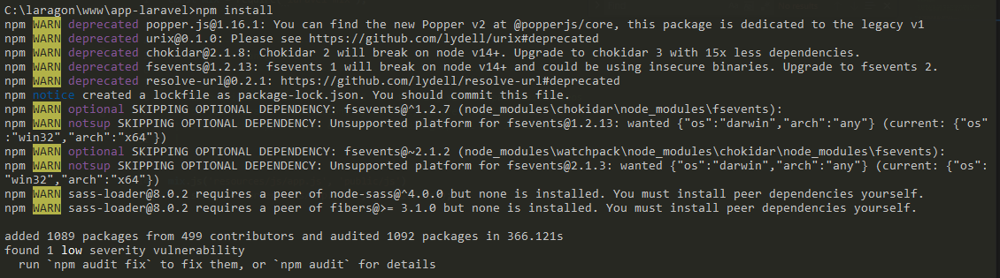 C:\laragon\www\app-laravel>npm install
npm WARN deprecated popper.js@1.16.1: You can find the new Popper v2 at @popperjs/core, this package is dedicated to the legacy v1
npm WARN deprecated urix@0.1.0: Please see https://github.com/lydell/urix#deprecated
npm WARN deprecated chokidar@2.1.8: Chokidar 2 will break on node v14+. Upgrade to chokidar 3 with 15x less dependencies.
npm WARN deprecated fsevents@1.2.13: fsevents 1 will break on node v14+ and could be using insecure binaries. Upgrade to fsevents 2.
npm WARN deprecated resolve-url@0.2.1: https://github.com/lydell/resolve-url#deprecated
npm notice created a lockfile as package-lock.json. You should commit this file.
npm WARN optional SKIPPING OPTIONAL DEPENDENCY: fsevents@^1.2.7 (node_modules\chokidar\node_modules\fsevents):
npm WARN notsup SKIPPING OPTIONAL DEPENDENCY: Unsupported platform for fsevents@1.2.13: wanted {"os":"darwin","arch":"any"} (current: {"os"
:"win32","arch":"x64"})
npm WARN optional SKIPPING OPTIONAL DEPENDENCY: fsevents@~2.1.2 (node_modules\watchpack\node_modules\chokidar\node_modules\fsevents):
npm WARN notsup SKIPPING OPTIONAL DEPENDENCY: Unsupported platform for fsevents@2.1.3: wanted {"os":"darwin","arch":"any"} (current: {"os":
"win32","arch":"x64"})
npm WARN sass-loader@8.0.2 requires a peer of node-sass@^4.0.0 but none is installed. You must install peer dependencies yourself.
npm WARN sass-loader@8.0.2 requires a peer of fibers@>= 3.1.0 but none is installed. You must install peer dependencies yourself.
added 1089 packages from 499 contributors and audited 1092 packages in 366.121s
found 1 low severity vulnerability
run `npm audit fix` to fix them, or `npm audit` for details